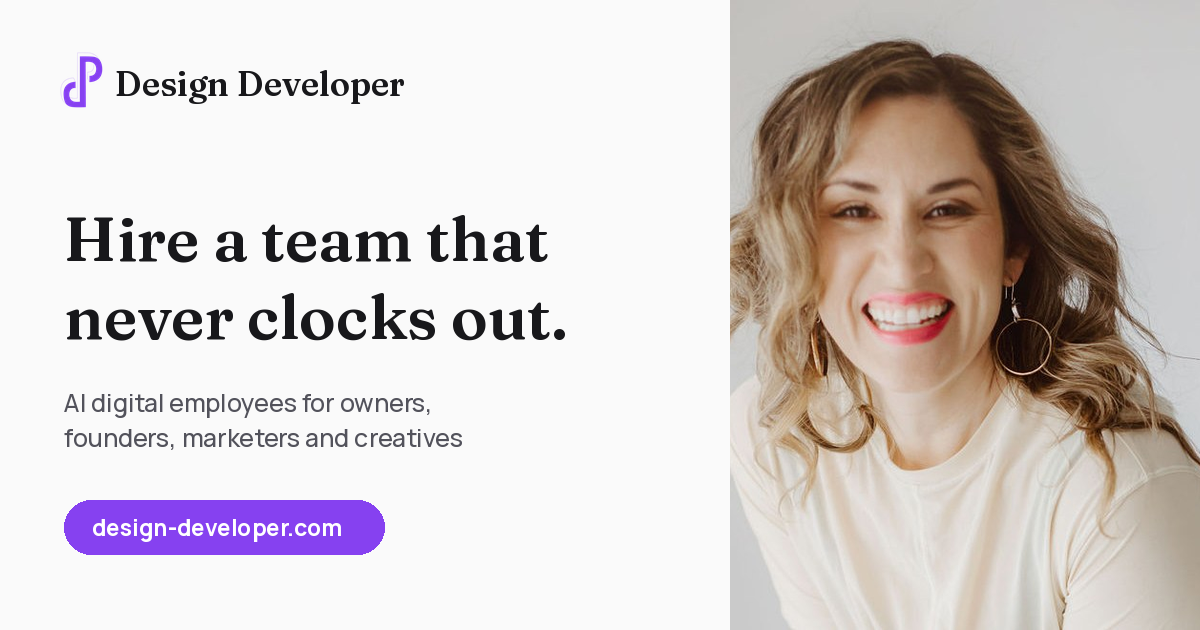 Design Developer
Hire a team that
never clocks out.
AI digital employees for owners,
founders, marketers and creatives
design-developer.com